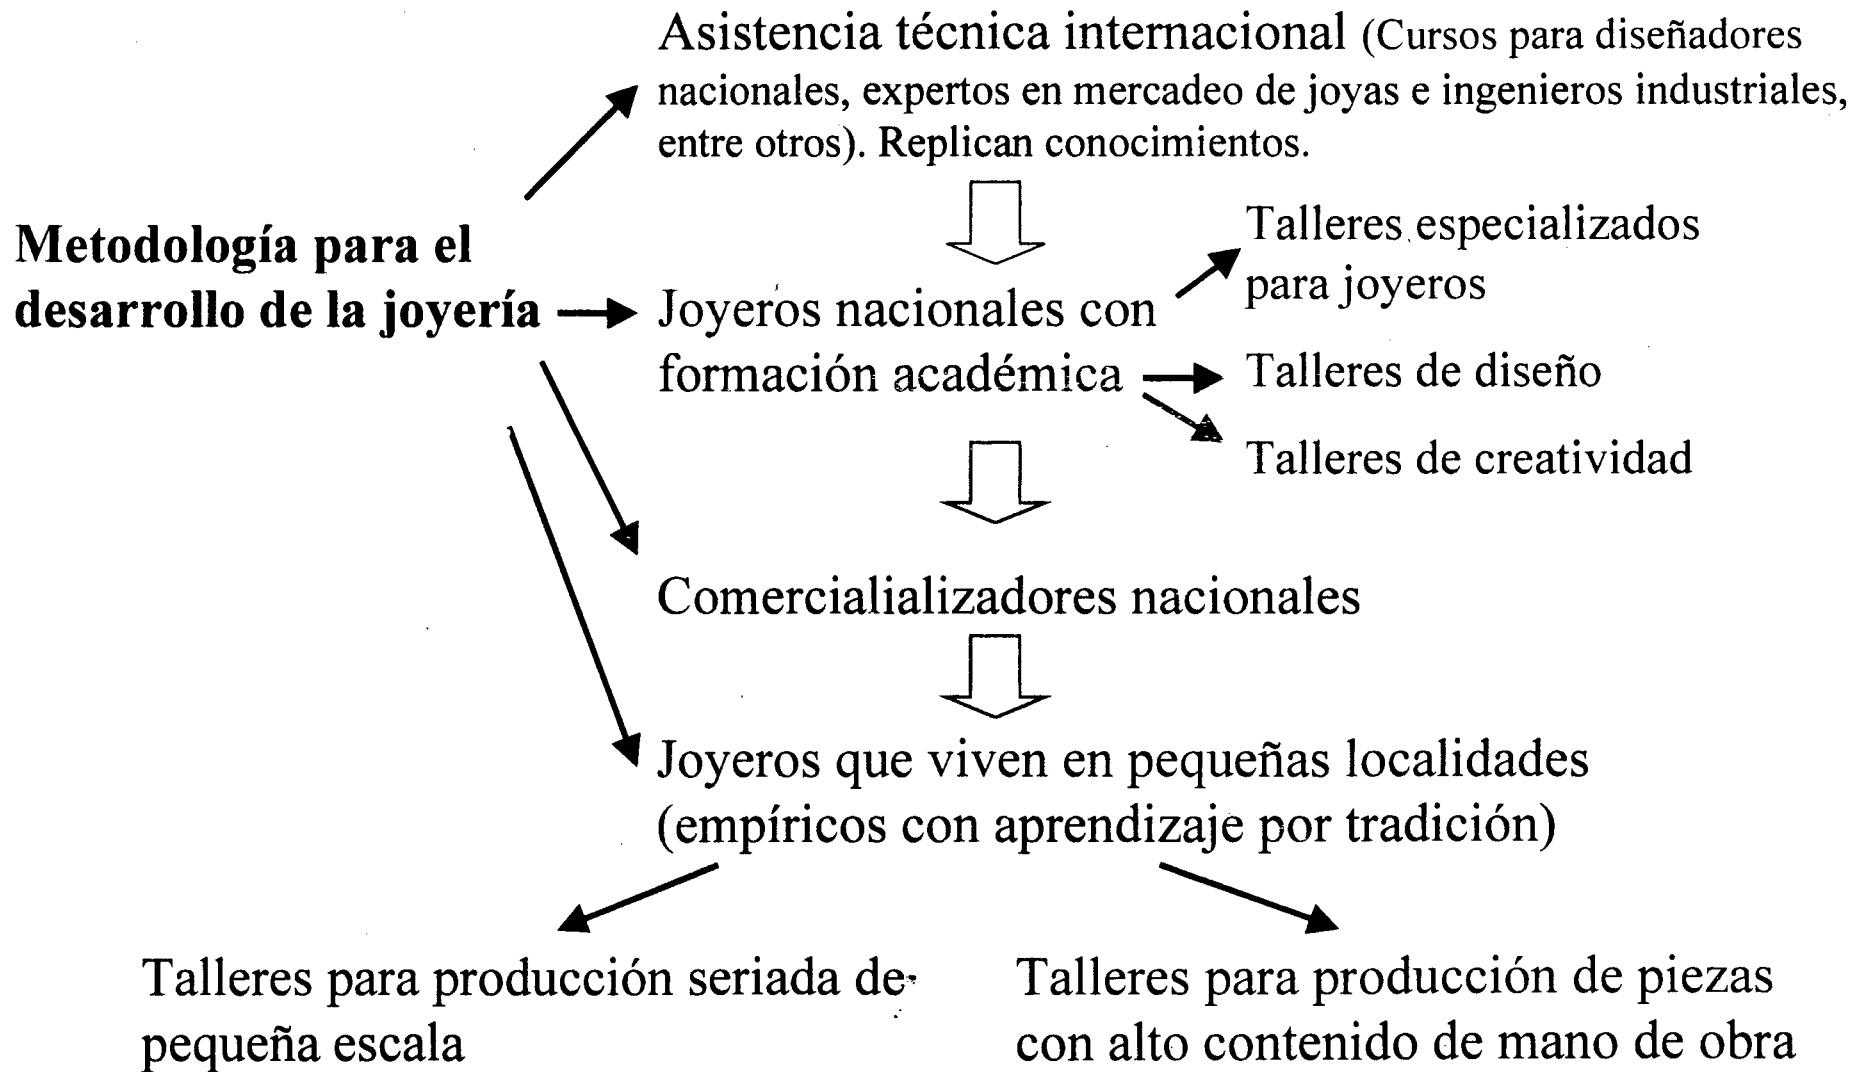 Asistencia técnica internacional (Cursos para diseñadores
nacionales, expertos en mercadeo de joyas e ingenieros industriales,
entre otros). Replican conocimientos.
Metodología para el
desarrollo de la joyería
Joyeros nacionales con
formación académica
Talleres especializados
para joyeros
Talleres de diseño
Talleres de creatividad
Comercialializadores nacionales
Joyeros que viven en pequeñas localidades
(empíricos con aprendizaje por tradición)
Talleres para producción seriada de
pequeña escala
Talleres para producción de piezas
con alto contenido de mano de obra